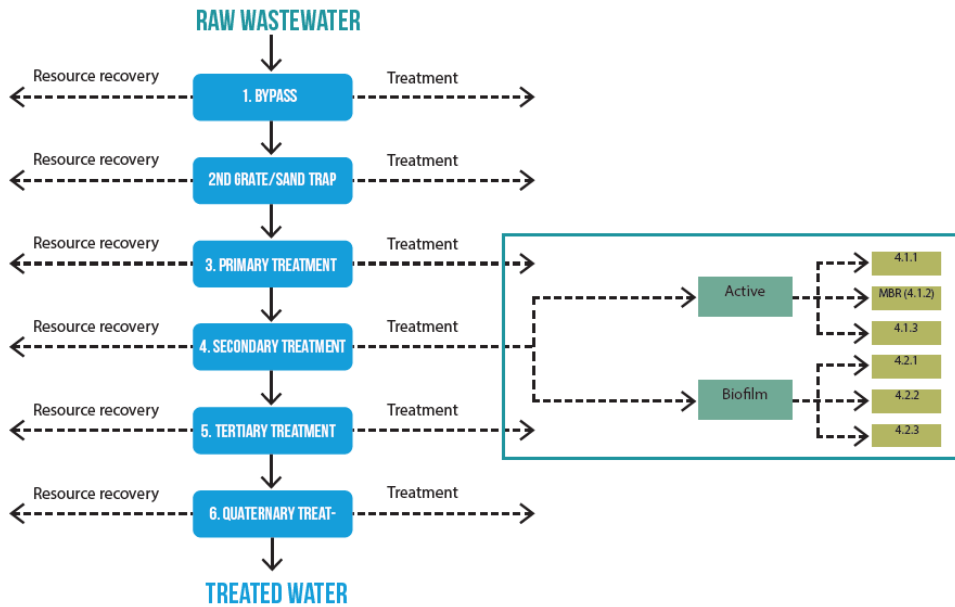 RAW WASTEWATER
Resource recovery
1. BYPASS
Treatment
Resource recovery
2ND GRATE/SAND TRAP
Treatment
Resource recovery
3. PRIMARY TREATMENT
Treatment
Resource recovery
4. SECONDARY TREATMENT
Treatment
Resource recovery
5. TERTIARY TREATMENT
Treatment
Resource recovery
6. QUATERNARY TREAT-
Treatment
TREATED WATER
Active
4.1.1
MBR (4.1.2)
4.1.3
Biofilm
4.2.1
4.2.2
4.2.3